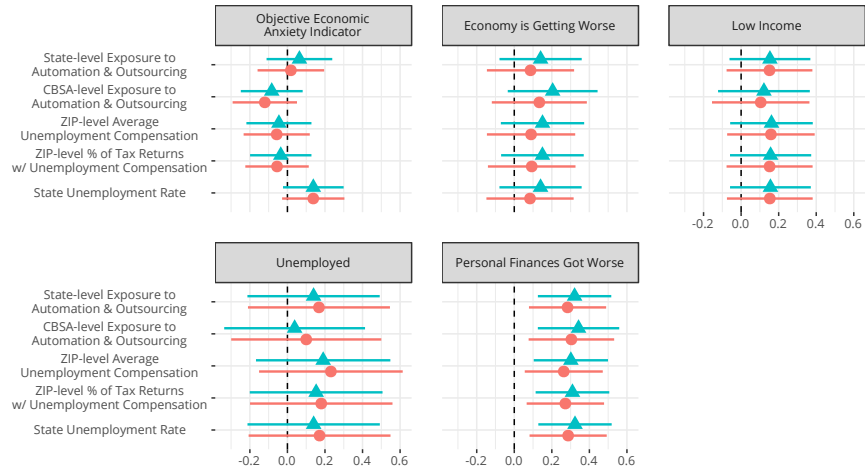 Objective Economic
Anxiety Indicator
Economy is Getting Worse
Low Income
State-level Exposure to
Automation & Outsourcing
CBSA-level Exposure to
Automation & Outsourcing
ZIP-level Average
Unemployment Compensation
ZIP-level % of Tax Returns
w/ Unemployment Compensation
State Unemployment Rate
-0.2 0.0 0.2 0.4 0.6
Unemployed
Personal Finances Got Worse
State-level Exposure to
Automation & Outsourcing
CBSA-level Exposure to
Automation & Outsourcing
ZIP-level Average
Unemployment Compensation
ZIP-level % of Tax Returns
w/ Unemployment Compensation
State Unemployment Rate
-0.2 0.0 0.2 0.4 0.6
-0.2 0.0 0.2 0.4 0.6